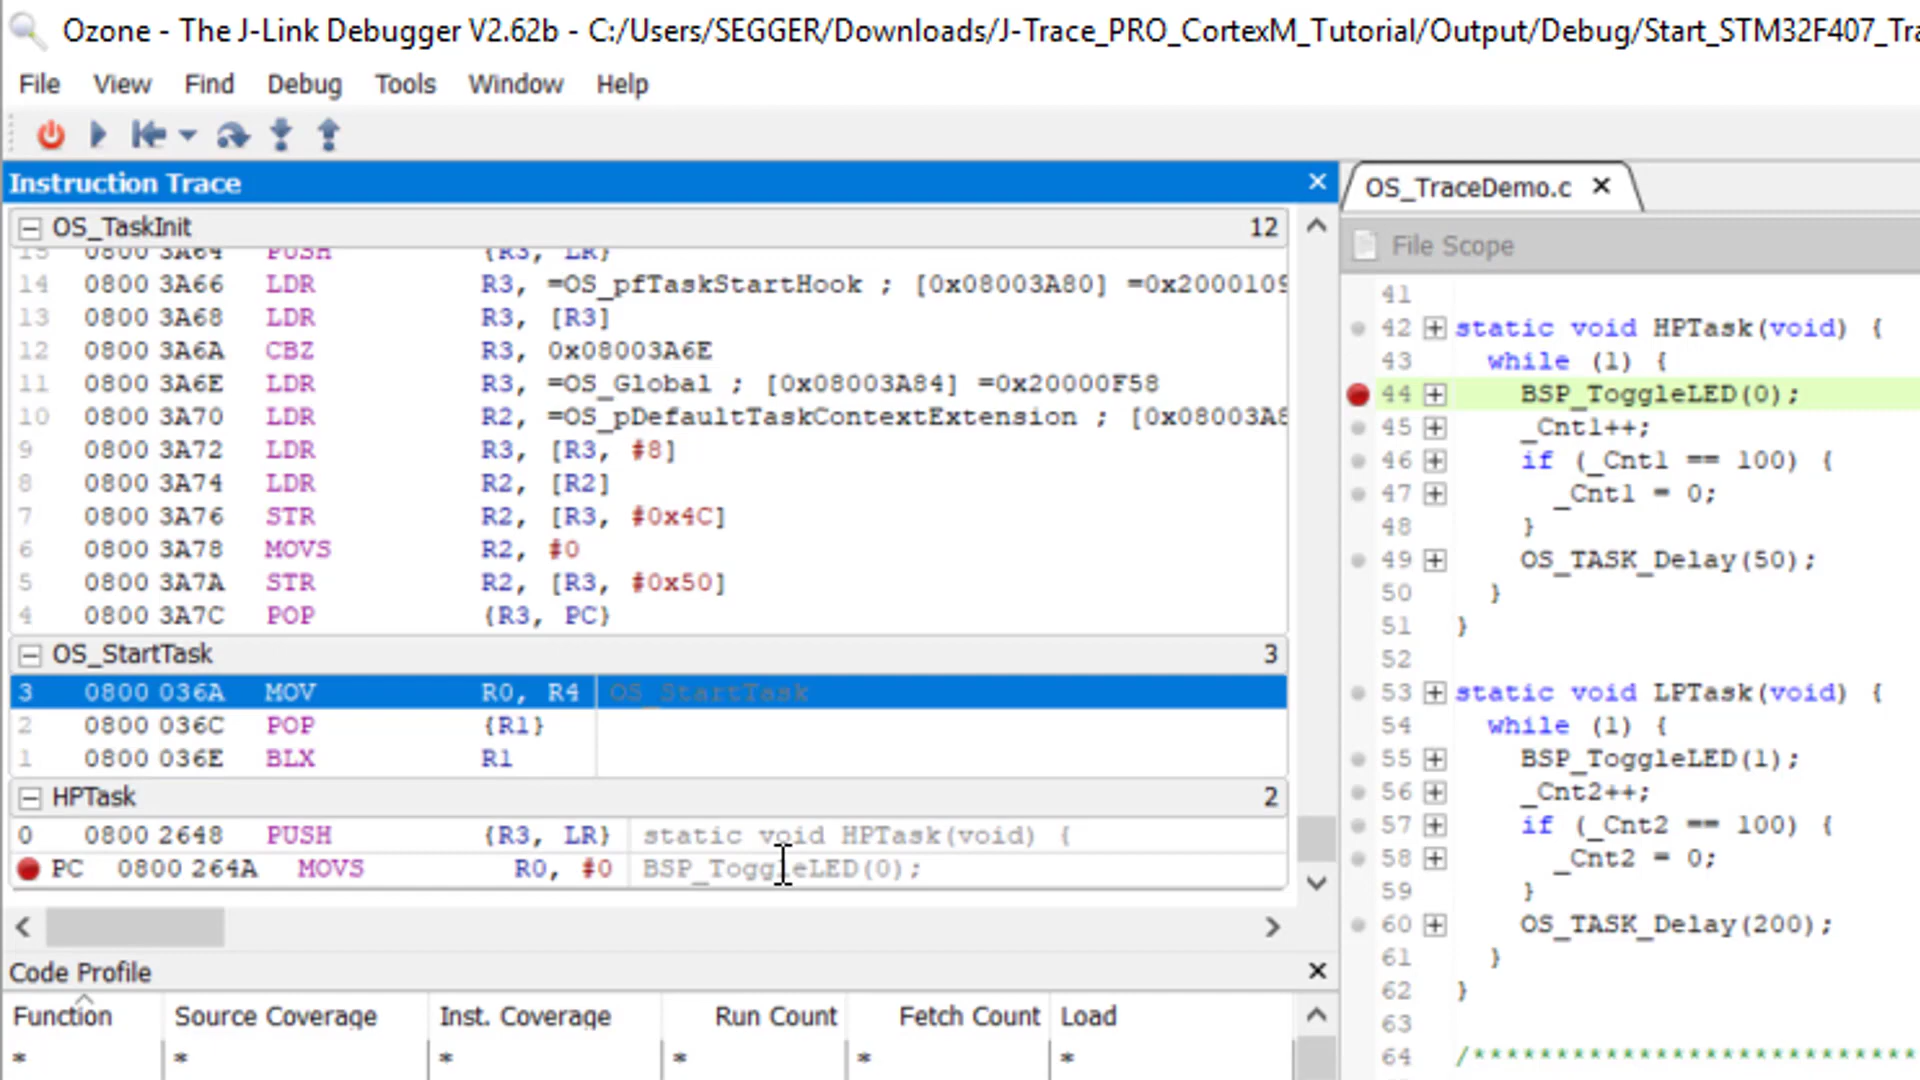 Ozone - The J-Link Debugger V2.62b - C:/Users/SEGGER/Downloads/J-Trace_PRO_CortexM_Tutorial/Output/Debug/Start_STM32F407_Tra
File View Find Debug Tools Window Help
Instruction Trace
OS_TaskInit 12
15 0800 3A64 PUSH {R3, LR}
14 0800 3A66 LDR R3, =OS_pfTaskStartHook ; [0x08003A80] =0x2000109
13 0800 3A68 LDR R3, [R3]
12 0800 3A6A CBZ R3, 0x08003A6E
11 0800 3A6E LDR R3, =OS_Global ; [0x08003A84] =0x20000F58
10 0800 3A70 LDR R2, =OS_pDefaultTaskContextExtension ; [0x08003A8
9 0800 3A72 LDR R3, [R3, #8]
8 0800 3A74 LDR R2, [R2]
7 0800 3A76 STR R2, [R3, #0x4C]
6 0800 3A78 MOVS R2, #0
5 0800 3A7A STR R2, [R3, #0x50]
4 0800 3A7C POP {R3, PC}
OS_StartTask 3
3 0800 036A MOV R0, R4 OS_StartTask
2 0800 036C POP {R1}
1 0800 036E BLX R1
HPTask 2
0 0800 2648 PUSH {R3, LR} static void HPTask(void) {
PC 0800 264A MOVS R0, #0 BSP_ToggleLED(0);
Code Profile
Function Source Coverage Inst. Coverage Run Count Fetch Count Load
* * * * * *
OS_TraceDemo.c
File Scope
41
42 static void HPTask(void) {
43 while (1) {
44 BSP_ToggleLED(0);
45 _Cnt1++;
46 if (_Cnt1 == 100) {
47 _Cnt1 = 0;
48 }
49 OS_TASK_Delay(50);
50 }
51 }
52
53 static void LPTask(void) {
54 while (1) {
55 BSP_ToggleLED(1);
56 _Cnt2++;
57 if (_Cnt2 == 100) {
58 _Cnt2 = 0;
59 }
60 OS_TASK_Delay(200);
61 }
62 }
63
64 /***************************